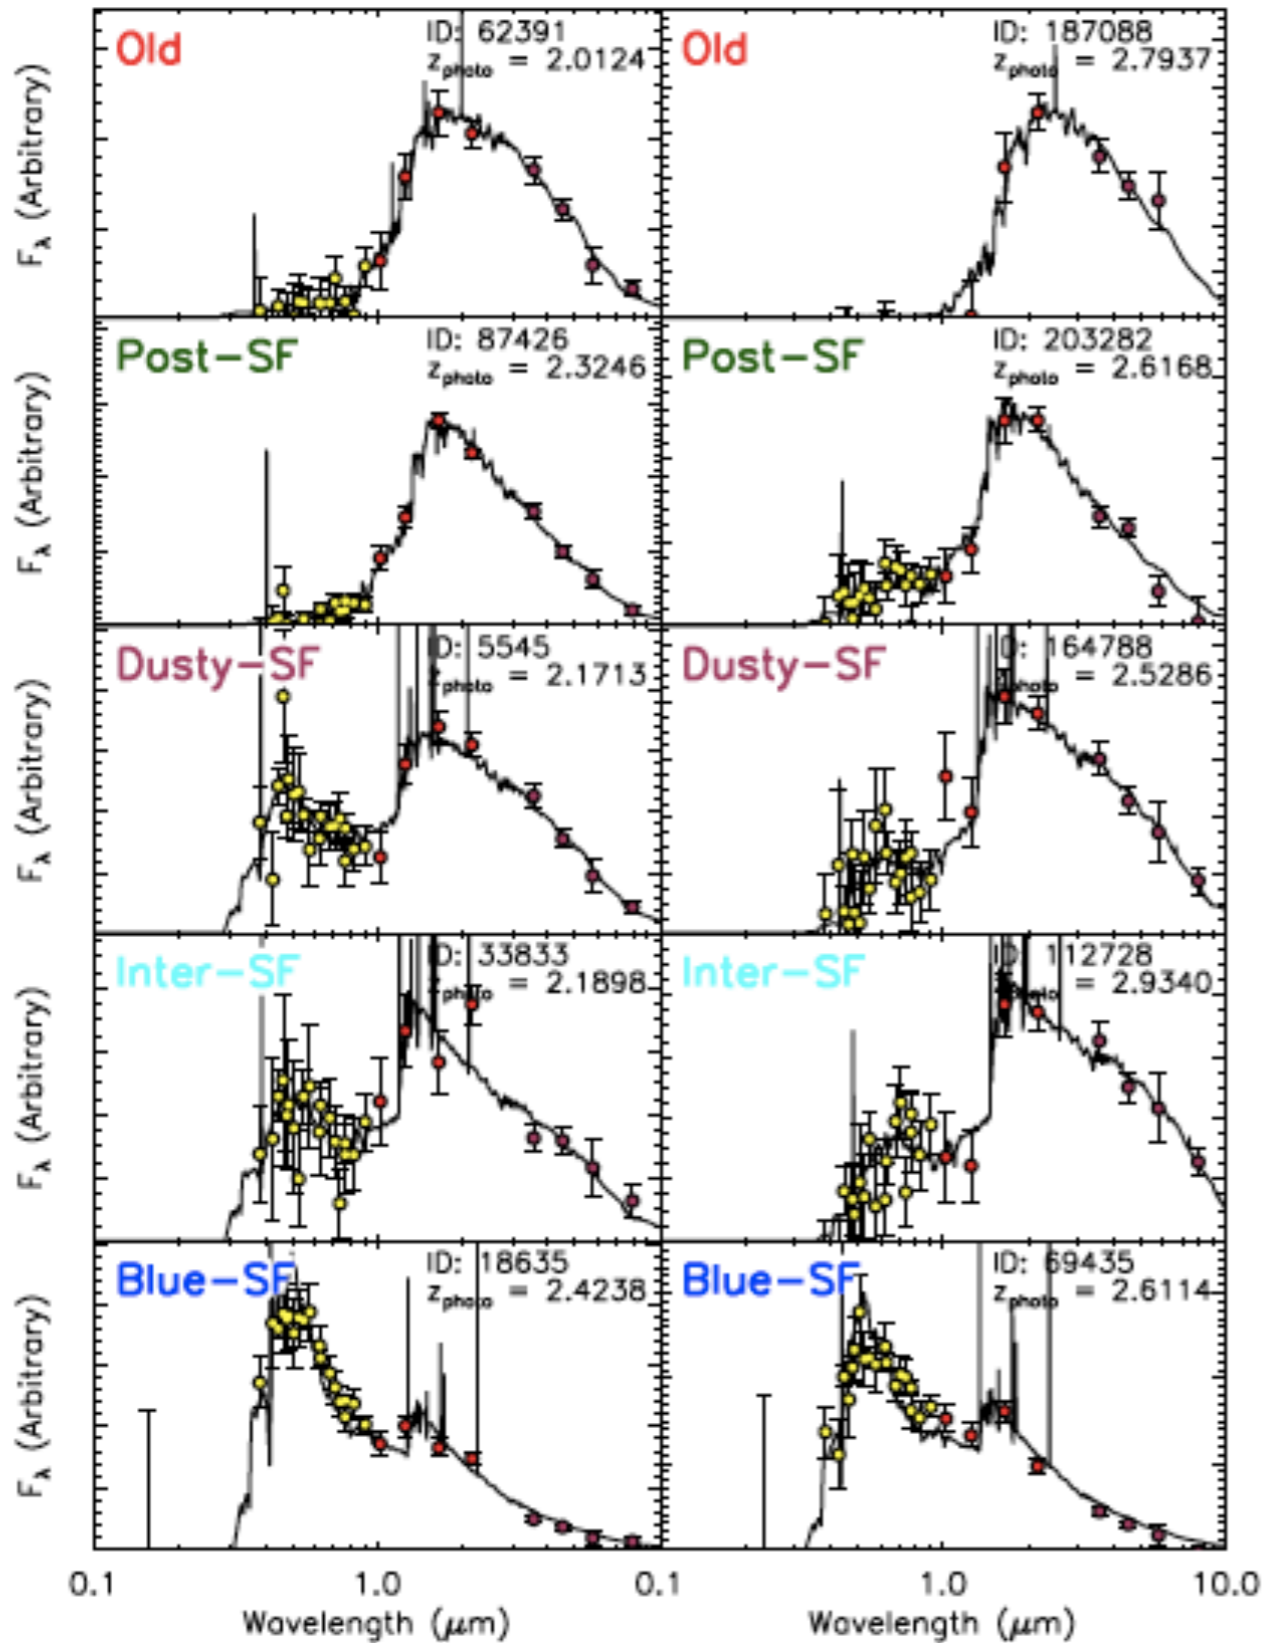 Old
ID: 62391
z_photo = 2.0124
Old
ID: 187088
z_photo = 2.7937
F_λ (Arbitrary)
Post-SF
ID: 87426
z_photo = 2.3246
Post-SF
ID: 203282
z_photo = 2.6168
F_λ (Arbitrary)
Dusty-SF
ID: 5545
z_photo = 2.1713
Dusty-SF
ID: 164788
z_photo = 2.5286
F_λ (Arbitrary)
Inter-SF
ID: 33833
z_photo = 2.1898
Inter-SF
ID: 112728
z_photo = 2.9340
F_λ (Arbitrary)
Blue-SF
ID: 18635
z_photo = 2.4238
Blue-SF
ID: 69435
z_photo = 2.6114
F_λ (Arbitrary)
0.1 1.0 0.1 1.0 10.0
Wavelength (μm) Wavelength (μm)